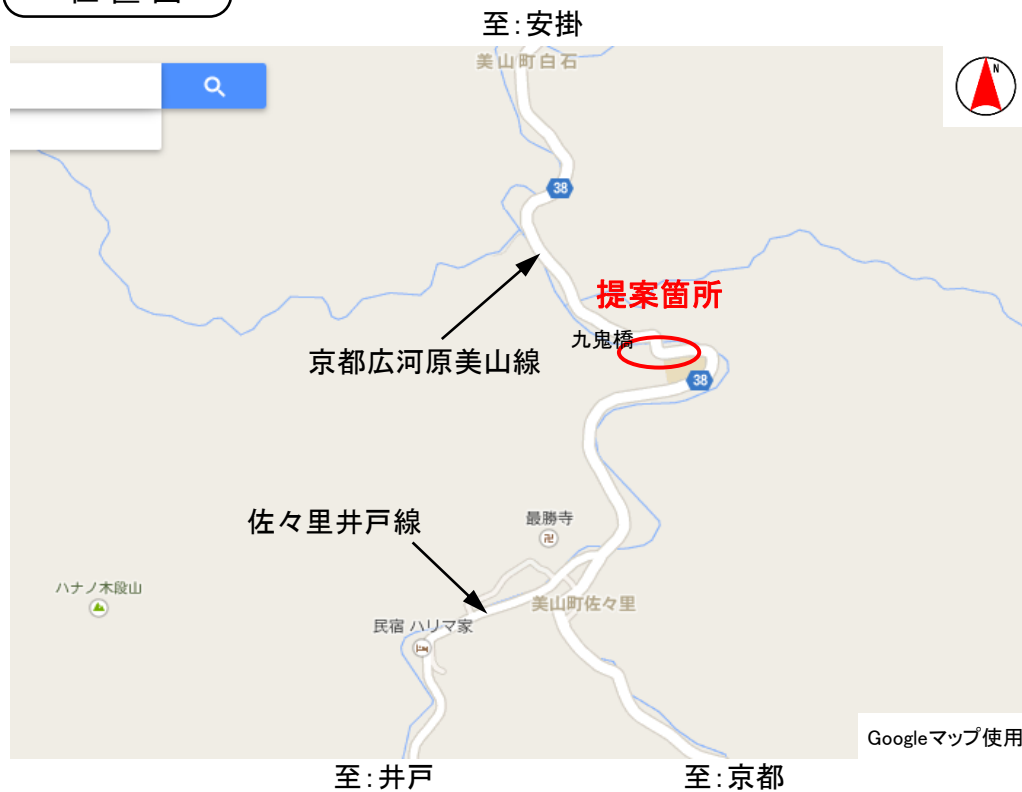 至:安掛
美山町白石
N
38
提案箇所
九鬼橋
京都広河原美山線
38
佐々里井戸線
最勝寺
卍
ハナノ木段山
美山町佐々里
民宿 ハリマ家
Googleマップ使用
至:井戸
至:京都